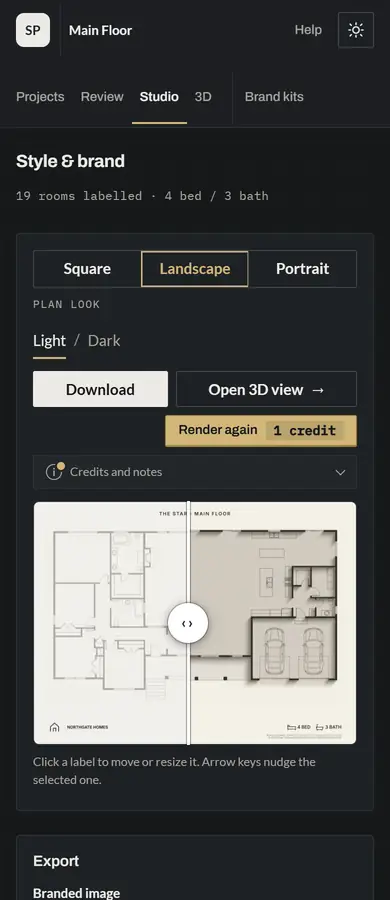 SP
Main Floor
Help
Projects
Review
Studio
3D
Brand kits
Style & brand
19 rooms labelled · 4 bed / 3 bath
Square
Landscape
Portrait
PLAN LOOK
Light / Dark
Download
Open 3D view →
Render again 1 credit
Credits and notes
MAIN FLOOR
NORTHGATE HOMES
4 BED
3 BATH
Click a label to move or resize it. Arrow keys nudge the
selected one.
Export
Branded image